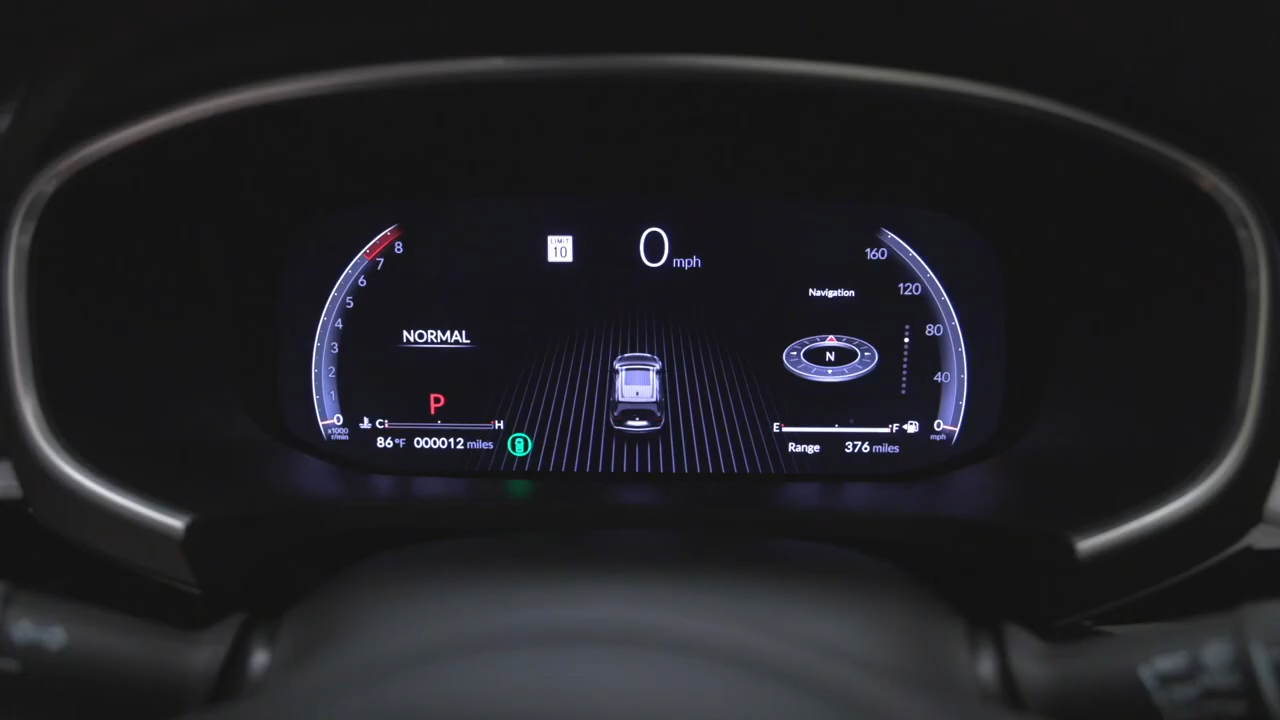 LIMIT
10
0 mph
8
7
6
5
4
3
2
1
0
x1000
r/min
NORMAL
P
C H
86°F 000012 miles
Navigation
N
160
120
80
40
0
mph
E F
Range 376 miles